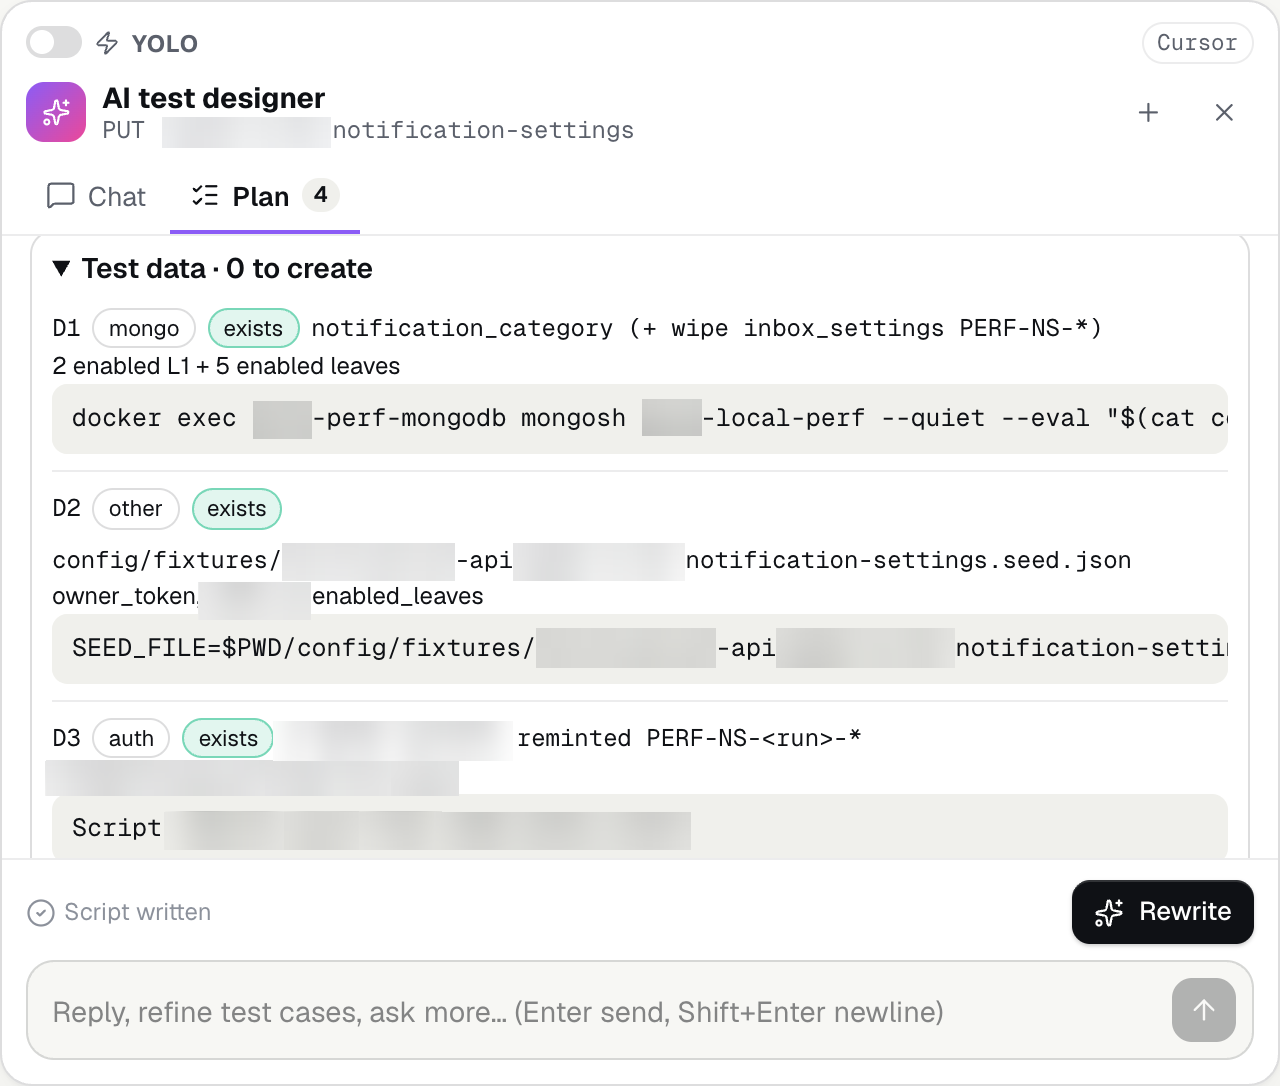 YOLO
Cursor
AI test designer
PUT notification-settings
Chat
Plan 4
▼ Test data · 0 to create
D1 mongo exists notification_category (+ wipe inbox_settings PERF-NS-*)
2 enabled L1 + 5 enabled leaves
docker exec -perf-mongodb mongosh -local-perf --quiet --eval "$(cat c
D2 other exists
config/fixtures/ -api notification-settings.seed.json
owner_token, enabled_leaves
SEED_FILE=$PWD/config/fixtures/ -api notification-settin
D3 auth exists reminted PERF-NS-<run>-*
Script
Script written
Rewrite
Reply, refine test cases, ask more... (Enter send, Shift+Enter newline)